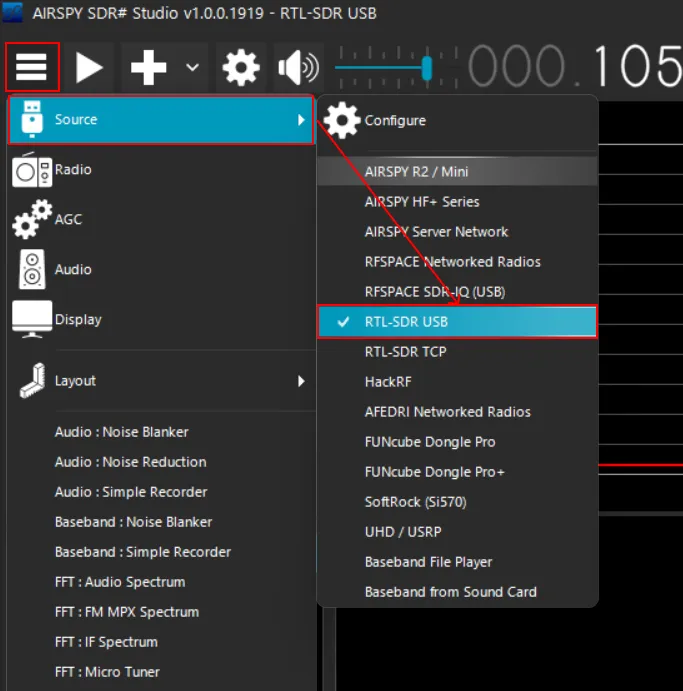 AIRSPY SDR# Studio v1.0.0.1919 - RTL-SDR USB
000.105
Source
Radio
AGC
Audio
Display
Layout
Audio : Noise Blanker
Audio : Noise Reduction
Audio : Simple Recorder
Baseband : Noise Blanker
Baseband : Simple Recorder
FFT : Audio Spectrum
FFT : FM MPX Spectrum
FFT : IF Spectrum
FFT : Micro Tuner
Configure
AIRSPY R2 / Mini
AIRSPY HF+ Series
AIRSPY Server Network
RFSPACE Networked Radios
RFSPACE SDR-IQ (USB)
RTL-SDR USB
RTL-SDR TCP
HackRF
AFEDRI Networked Radios
FUNcube Dongle Pro
FUNcube Dongle Pro+
SoftRock (Si570)
UHD / USRP
Baseband File Player
Baseband from Sound Card